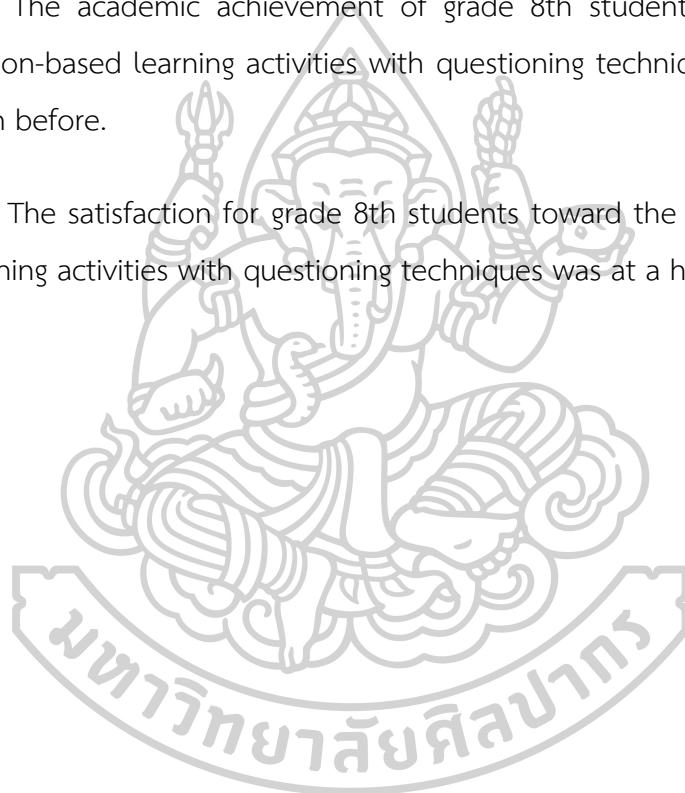 The academic achievement of grade 8th student
on-based learning activities with questioning techniq
before.
The satisfaction for grade 8th students toward the
ning activities with questioning techniques was at a h
มหาวิทยาลัยศิลปากร